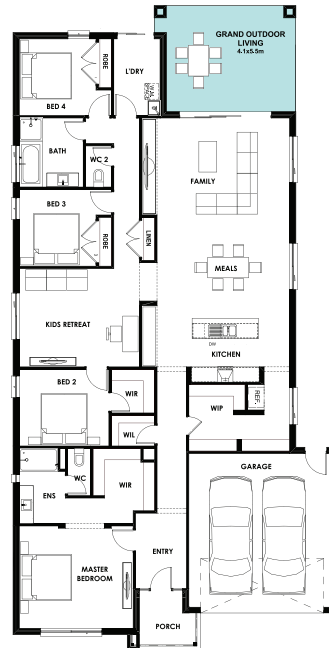 GRAND OUTDOOR
LIVING
4.1x5.5m
ROBE
L'DRY
BED 4
BATH
WC 2
FAMILY
BED 3
ROBE
LINEN
MEALS
KIDS RETREAT
DW
KITCHEN
BED 2
WIR
REF.
WIP
WIL
GARAGE
WC
WIR
ENS
ENTRY
MASTER
BEDROOM
PORCH